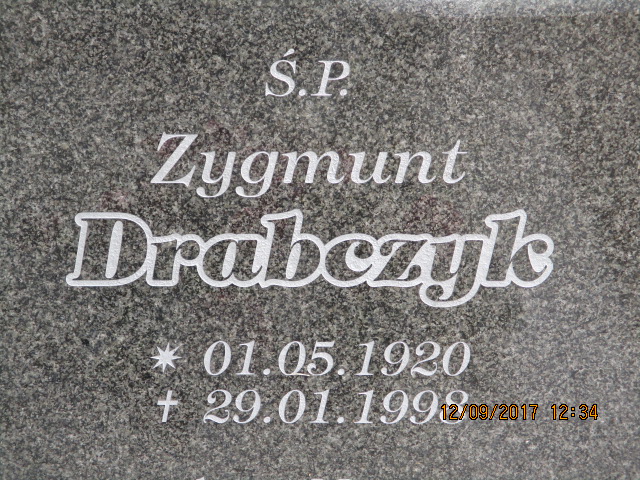 Ś.P.
Zygmunt
Drabczyk
✷ 01.05.1920
† 29.01.1998
12/09/2017 12:34